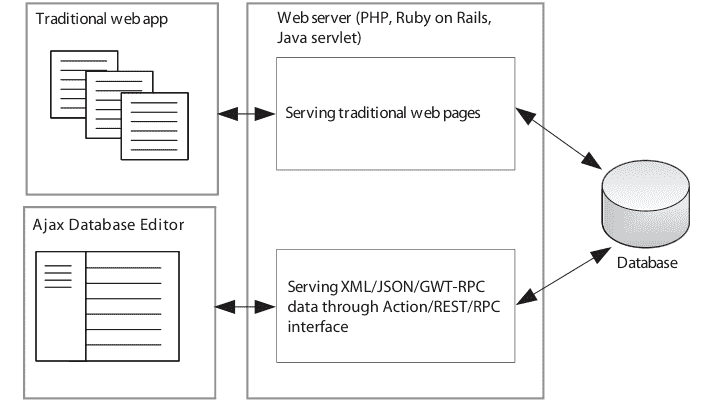 Traditional web app
Web server (PHP, Ruby on Rails,
Java servlet)
Serving traditional web pages
Ajax Database Editor
Serving XML/JSON/GWT-RPC
data through Action/REST/RPC
interface
Database